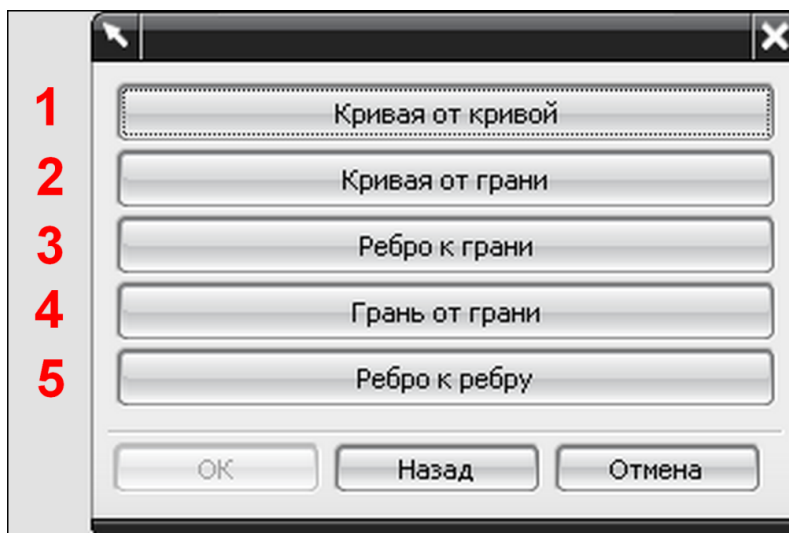 1 Кривая от кривой
2 Кривая от грани
3 Ребро к грани
4 Грань от грани
5 Ребро к ребру
ОК Назад Отмена